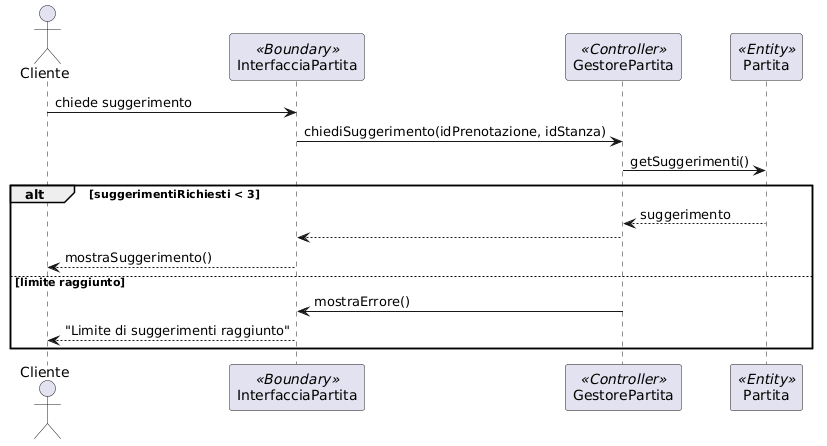 Cliente
«Boundary»
InterfacciaPartita
«Controller»
GestorePartita
«Entity»
Partita
chiede suggerimento
chiediSuggerimento(idPrenotazione, idStanza)
getSuggerimenti()
alt [suggerimentiRichiesti < 3]
suggerimento
mostraSuggerimento()
[limite raggiunto]
mostraErrore()
"Limite di suggerimenti raggiunto"
Cliente
«Boundary»
InterfacciaPartita
«Controller»
GestorePartita
«Entity»
Partita